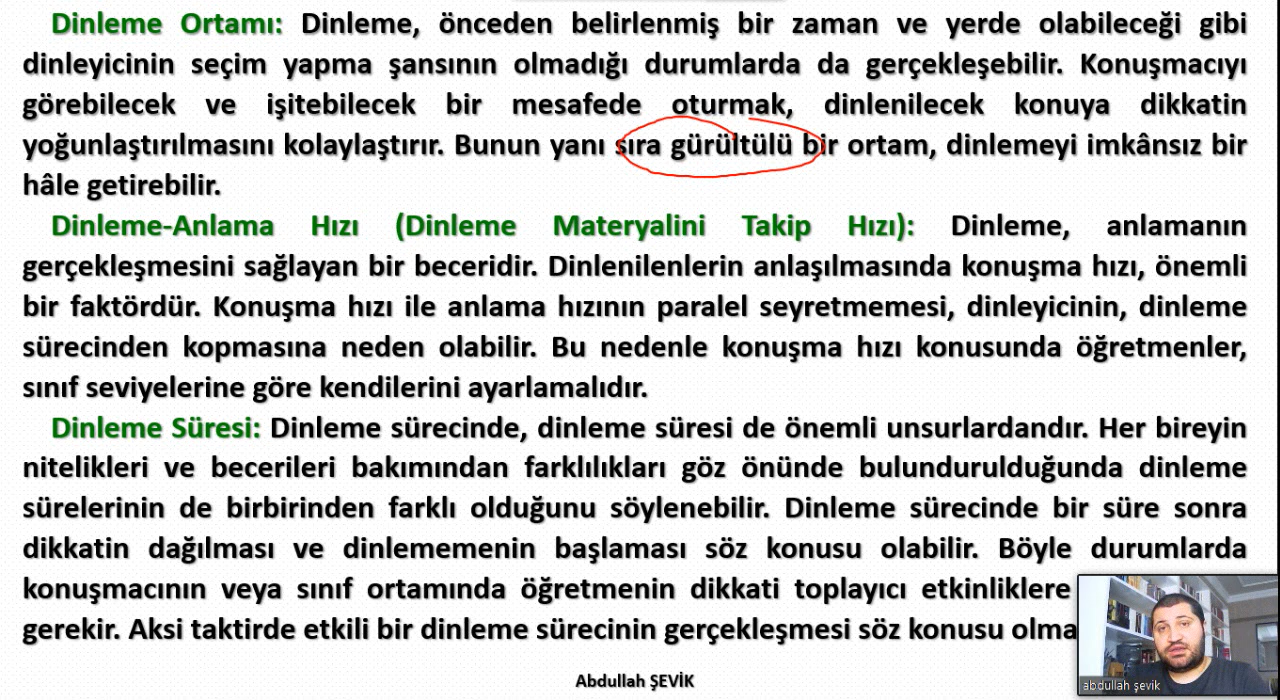 Dinleme Ortamı: Dinleme, önceden belirlenmiş bir zaman ve yerde olabileceği gibi
dinleyicinin seçim yapma şansının olmadığı durumlarda da gerçekleşebilir. Konuşmacıyı
görebilecek ve işitebilecek bir mesafede oturmak, dinlenilecek konuya dikkatin
yoğunlaştırılmasını kolaylaştırır. Bunun yanı sıra gürültülü bir ortam, dinlemeyi imkânsız bir
hâle getirebilir.
Dinleme-Anlama Hızı (Dinleme Materyalini Takip Hızı): Dinleme, anlamanın
gerçekleşmesini sağlayan bir beceridir. Dinlenilenlerin anlaşılmasında konuşma hızı, önemli
bir faktördür. Konuşma hızı ile anlama hızının paralel seyretmemesi, dinleyicinin, dinleme
sürecinden kopmasına neden olabilir. Bu nedenle konuşma hızı konusunda öğretmenler,
sınıf seviyelerine göre kendilerini ayarlamalıdır.
Dinleme Süresi: Dinleme sürecinde, dinleme süresi de önemli unsurlardandır. Her bireyin
nitelikleri ve becerileri bakımından farklılıkları göz önünde bulundurulduğunda dinleme
sürelerinin de birbirinden farklı olduğunu söylenebilir. Dinleme sürecinde bir süre sonra
dikkatin dağılması ve dinlememenin başlaması söz konusu olabilir. Böyle durumlarda
konuşmacının veya sınıf ortamında öğretmenin dikkati toplayıcı etkinliklere
gerekir. Aksi taktirde etkili bir dinleme sürecinin gerçekleşmesi söz konusu olma
Abdullah ŞEVİK
abdullah şevik